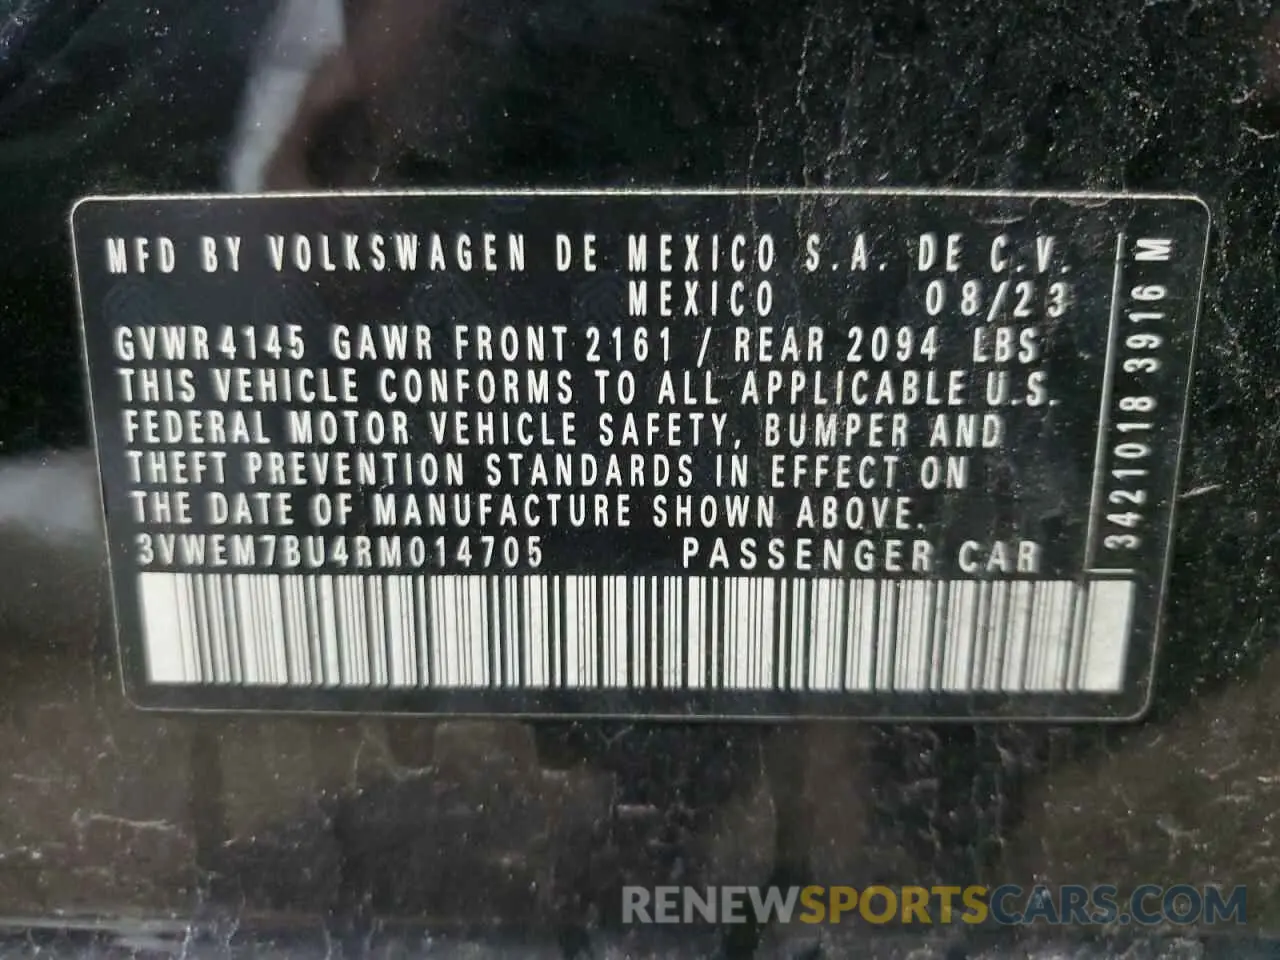 MFD BY VOLKSWAGEN DE MEXICO S.A. DE C.V.
MEXICO 08/23
GVWR 4145 GAWR FRONT 2161 / REAR 2094 LBS
THIS VEHICLE CONFORMS TO ALL APPLICABLE U.S.
FEDERAL MOTOR VEHICLE SAFETY, BUMPER AND
THEFT PREVENTION STANDARDS IN EFFECT ON
THE DATE OF MANUFACTURE SHOWN ABOVE.
3VWEM7BU4RM014705 PASSENGER CAR
3421018 3916 M
RENEWSPORTSCARS.COM